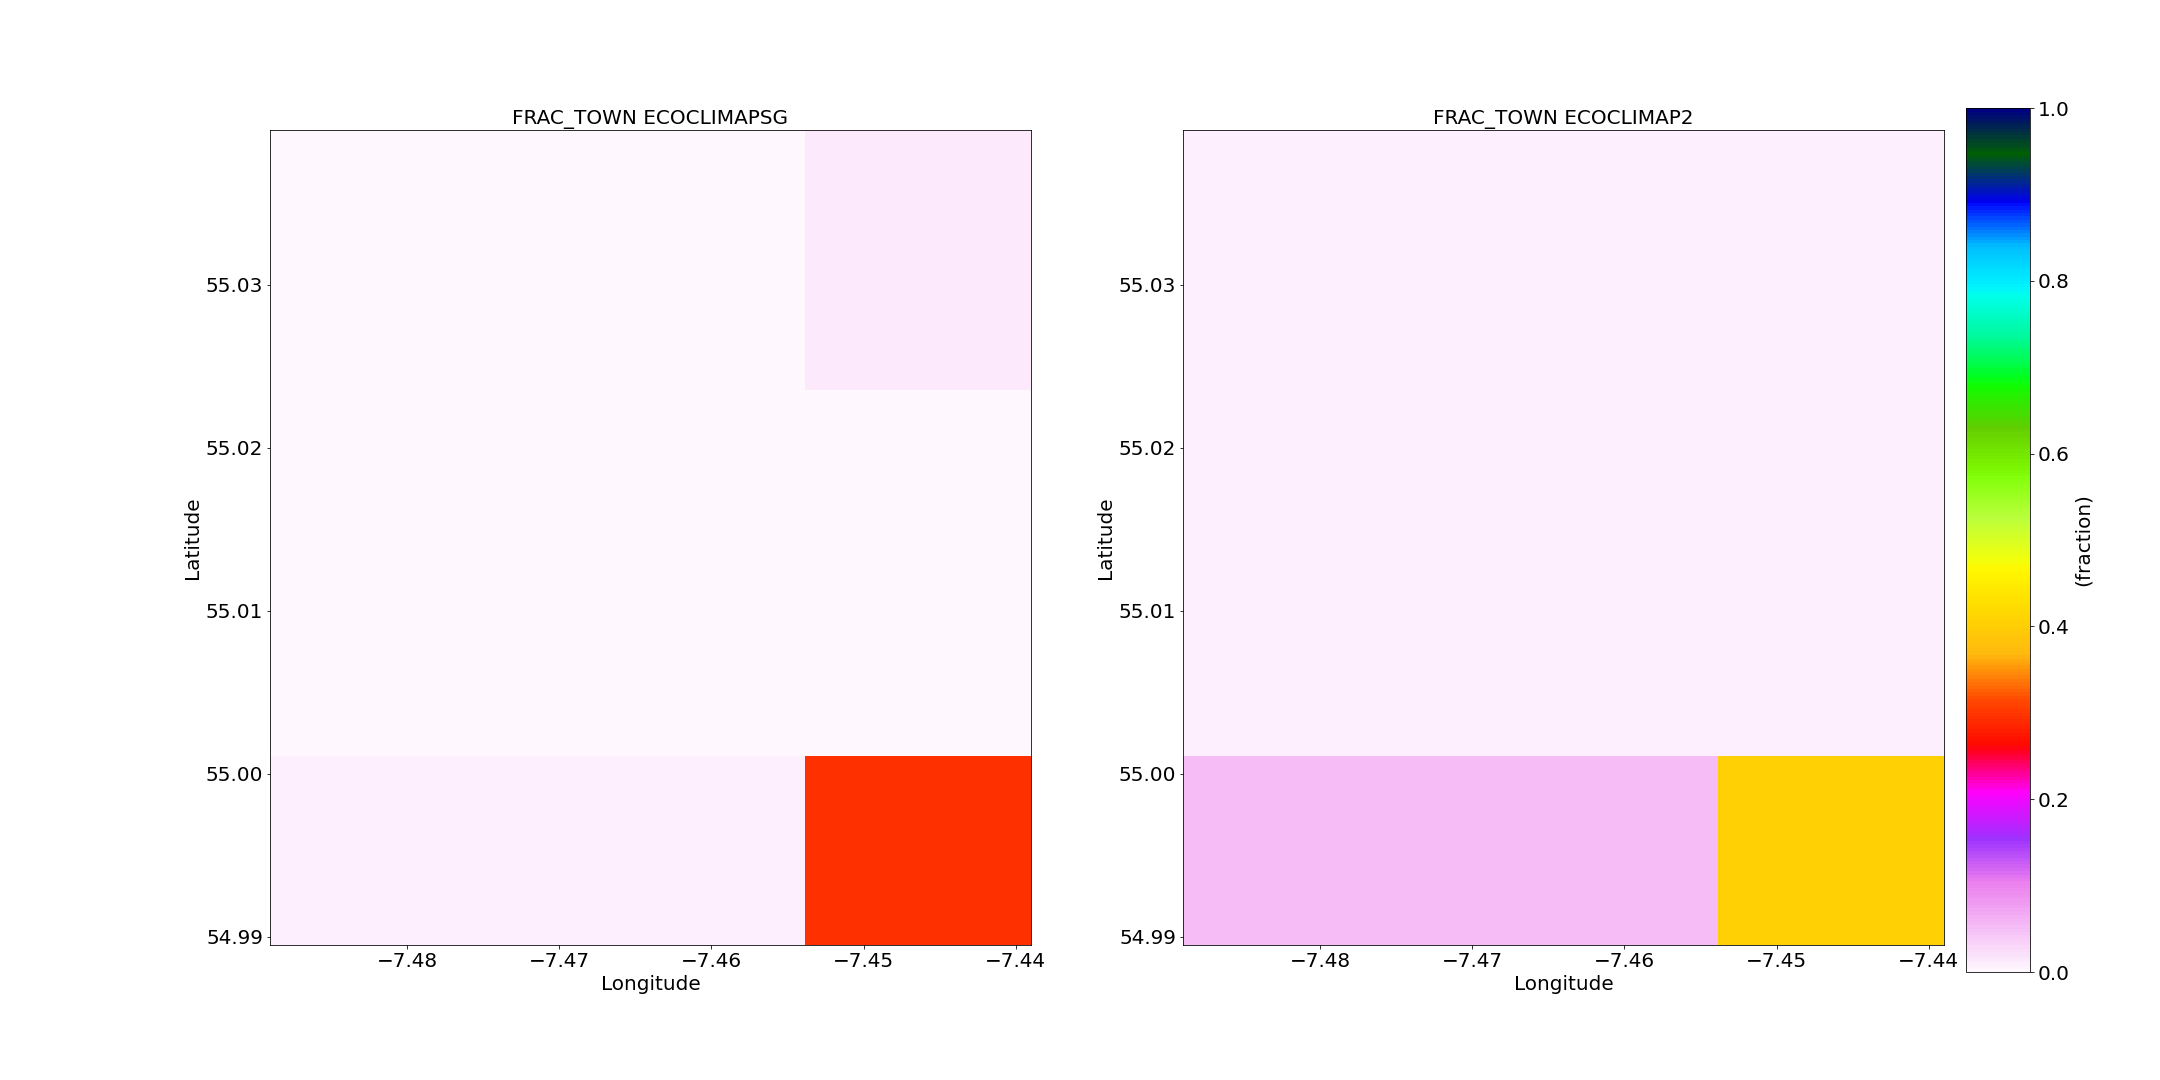 FRAC_TOWN ECOCLIMAPSG
55.03
55.02
55.01
55.00
54.99
Latitude
−7.48 −7.47 −7.46 −7.45 −7.44
Longitude
FRAC_TOWN ECOCLIMAP2
55.03
55.02
55.01
55.00
54.99
Latitude
−7.48 −7.47 −7.46 −7.45 −7.44
Longitude
1.0
0.8
0.6
0.4
0.2
0.0
(fraction)